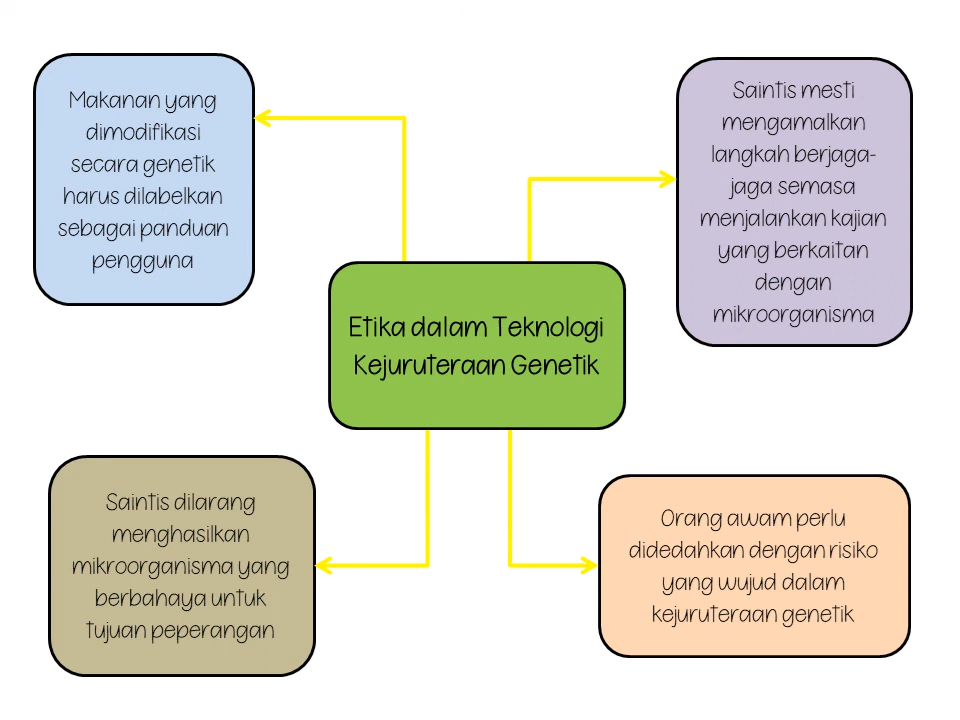 Makanan yang
dimodifikasi
secara genetik
harus dilabelkan
sebagai panduan
pengguna
Saintis mesti
mengamalkan
langkah berjaga-
jaga semasa
menjalankan kajian
yang berkaitan
dengan
mikroorganisma
Etika dalam Teknologi
Kejuruteraan Genetik
Saintis dilarang
menghasilkan
mikroorganisma yang
berbahaya untuk
tujuan peperangan
Orang awam perlu
didedahkan dengan risiko
yang wujud dalam
kejuruteraan genetik